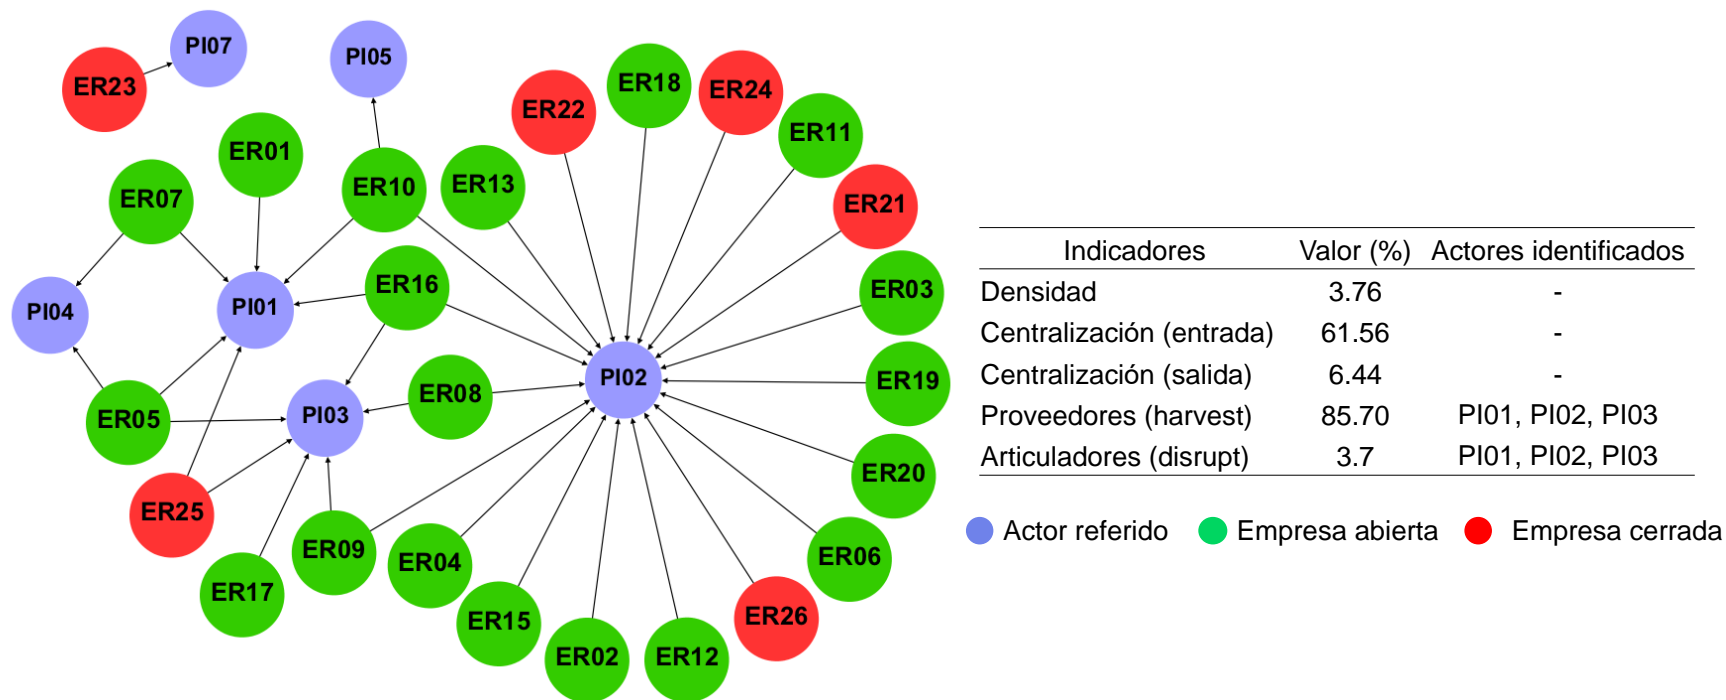 PI07
PI05
ER23
ER22
ER18
ER24
ER11
ER01
ER10
ER13
ER07
ER21
PI04
PI01
ER16
ER03
PI02
ER19
ER05
PI03
ER08
ER20
ER25
ER17
ER09
ER04
ER15
ER02
ER12
ER26
ER06
Indicadores Valor (%) Actores identificados
Densidad 3.76 -
Centralización (entrada) 61.56 -
Centralización (salida) 6.44 -
Proveedores (harvest) 85.70 PI01, PI02, PI03
Articuladores (disrupt) 3.7 PI01, PI02, PI03
Actor referido Empresa abierta Empresa cerrada